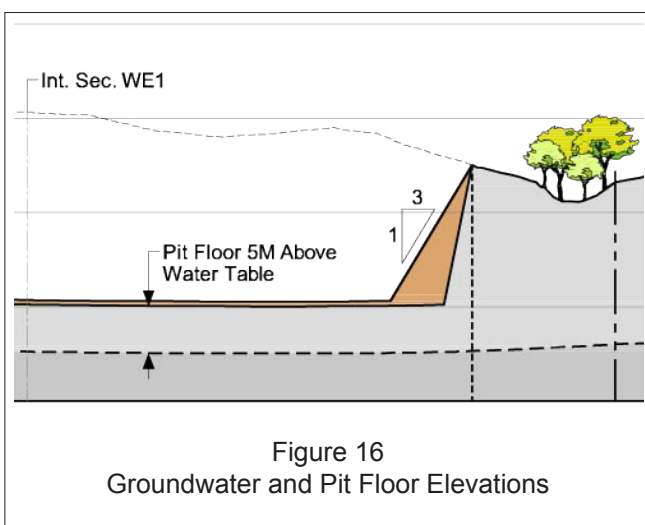 Int. Sec. WE1
3
1
Pit Floor 5M Above
Water Table
Figure 16
Groundwater and Pit Floor Elevations